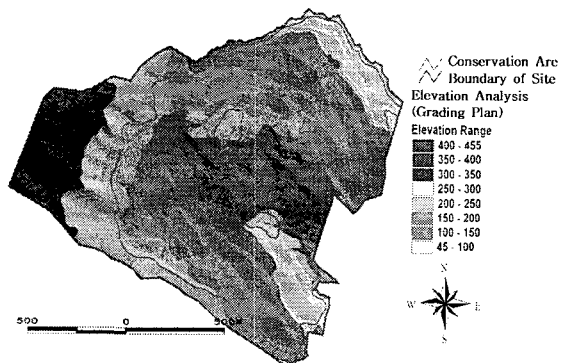 Conservation Are
Boundary of Site
Elevation Analysis
(Grading Plan)
Elevation Range
400 - 455
350 - 400
300 - 350
250 - 300
200 - 250
150 - 200
100 - 150
45 - 100
N
W E
S
500 0